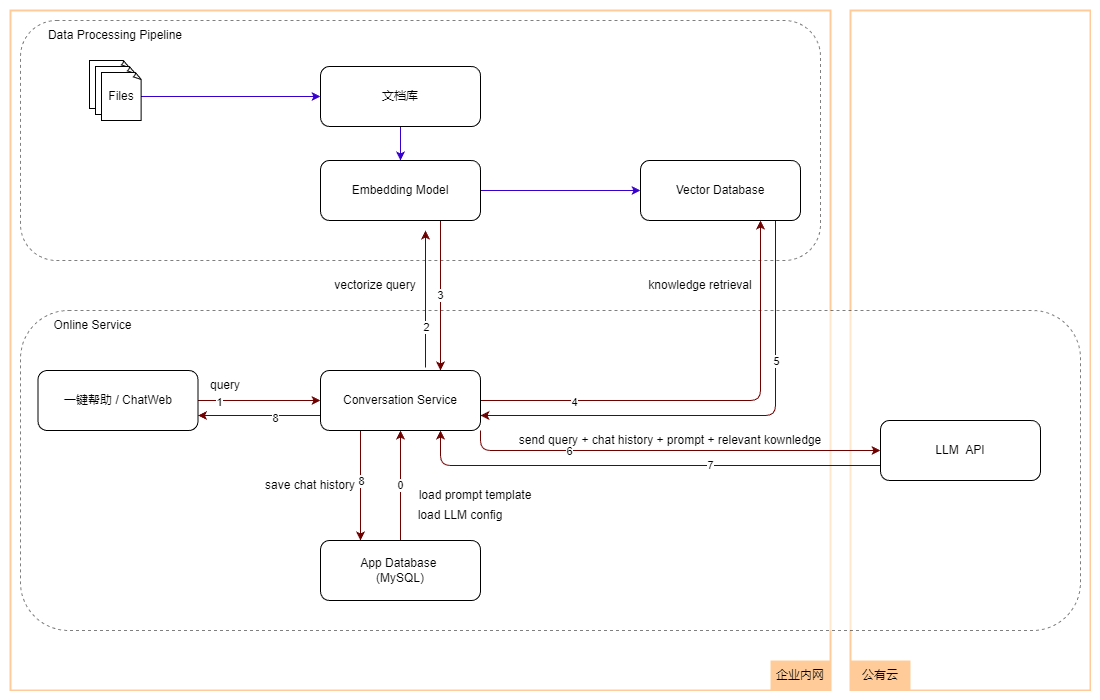 Data Processing Pipeline
Files
文档库
Embedding Model
Vector Database
vectorize query
3
knowledge retrieval
2
Online Service
5
一键帮助 / ChatWeb
query
1
8
Conversation Service
4
send query + chat history + prompt + relevant kownledge
6
7
LLM API
save chat history
8
0
load prompt template
load LLM config
App Database
(MySQL)
企业内网
公有云